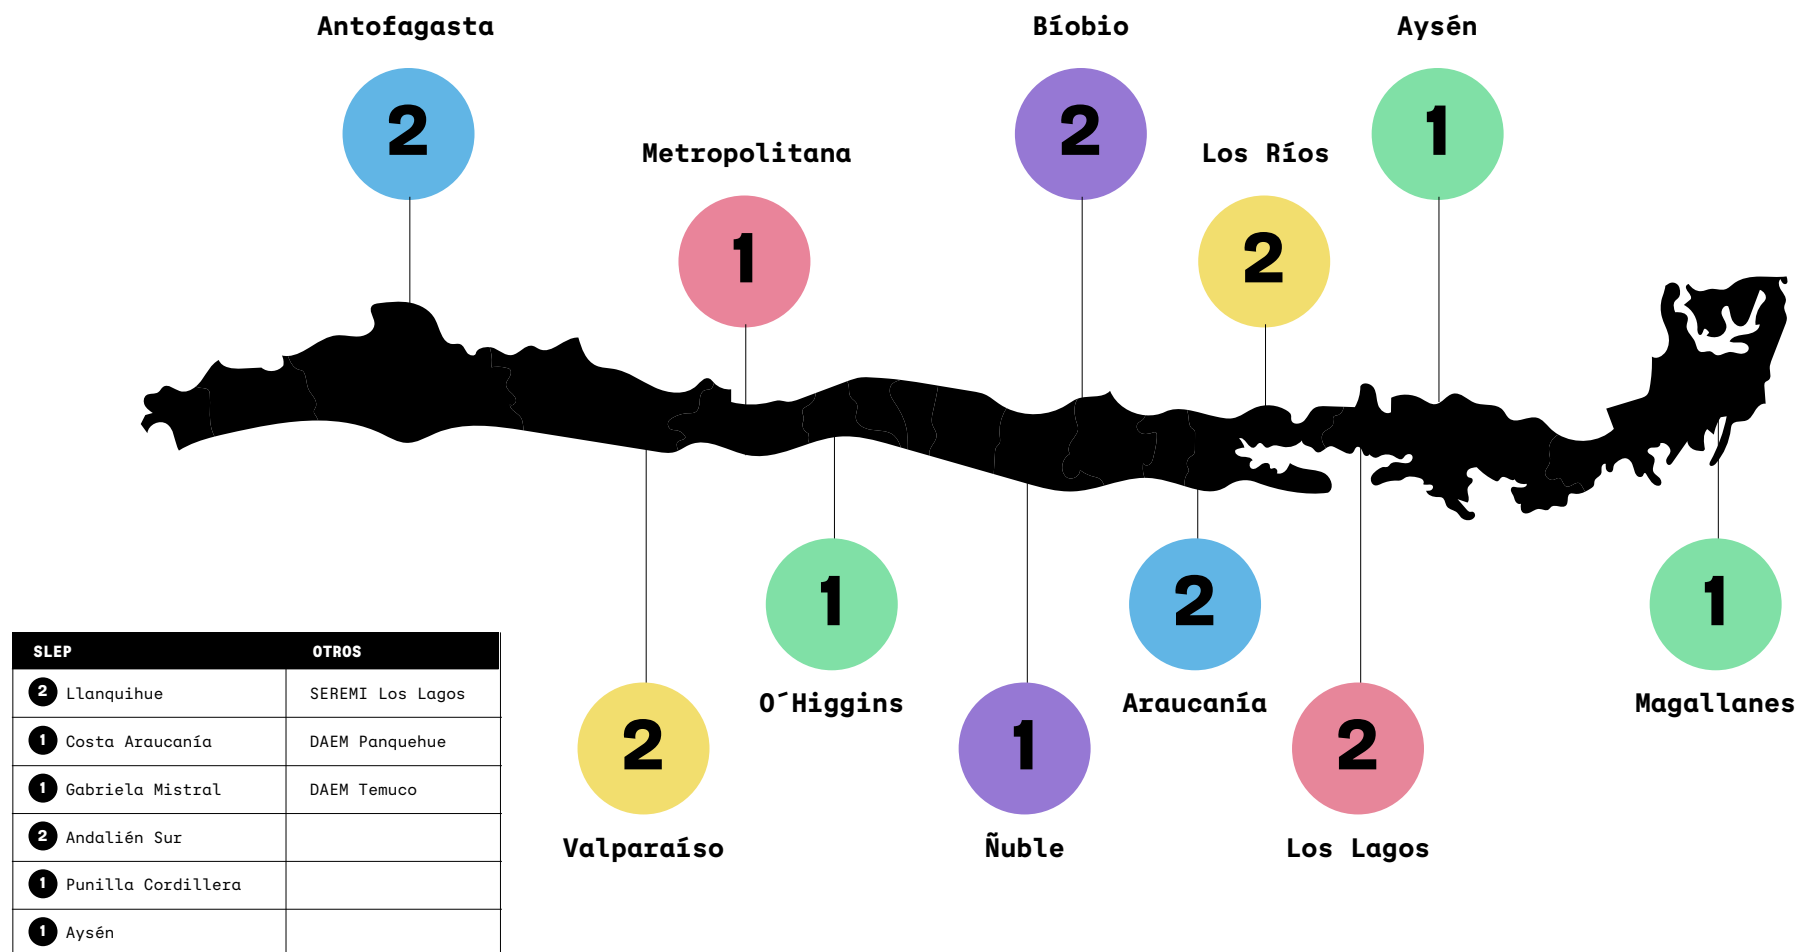 Antofagasta
2
Metropolitana
1
Bíobio
2
Los Ríos
2
Aysén
1
2
Valparaíso
1
O´Higgins
1
Ñuble
2
Araucanía
2
Los Lagos
1
Magallanes
SLEP OTROS
2 Llanquihue SEREMI Los Lagos
1 Costa Araucanía DAEM Panquehue
1 Gabriela Mistral DAEM Temuco
2 Andalién Sur
1 Punilla Cordillera
1 Aysén